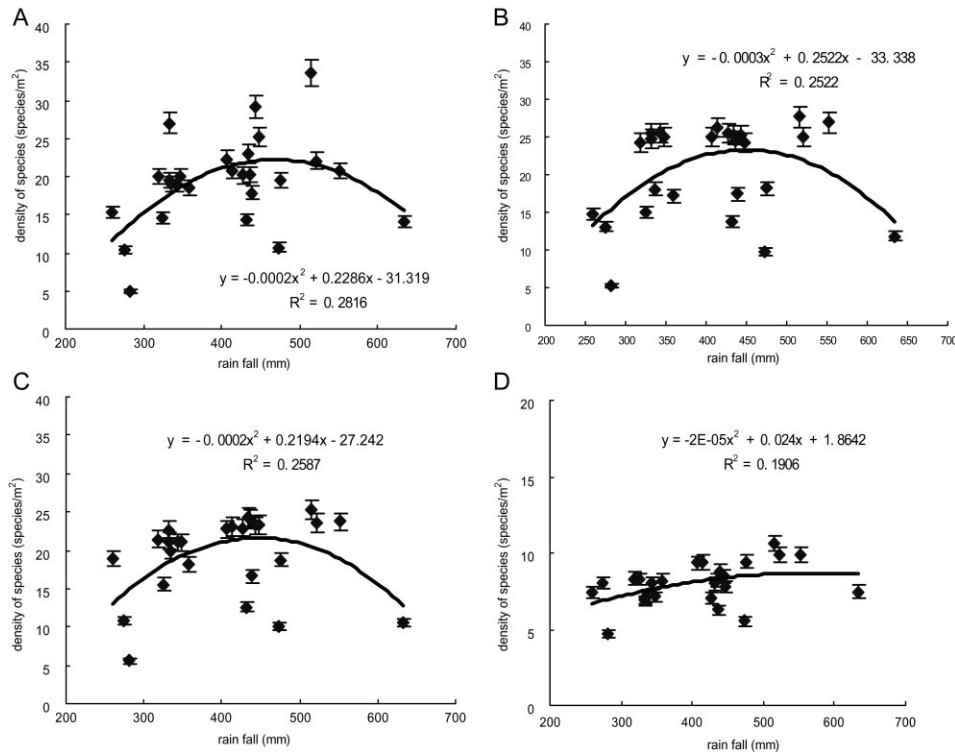 A
density of species (species/m²)
40
35
30
25
20
15
10
5
0
y = -0.0002x² + 0.2286x - 31.319
R² = 0.2816
200 300 400 500 600 700
rain fall (mm)
B
density of species (species/m²)
40
35
30
25
20
15
10
5
0
y = -0.0003x² + 0.2522x - 33.338
R² = 0.2522
200 250 300 350 400 450 500 550 600 650 700
rain fall (mm)
C
density of species (species/m²)
40
35
30
25
20
15
10
5
0
y = -0.0002x² + 0.2194x - 27.242
R² = 0.2587
200 300 400 500 600 700
rain fall (mm)
D
density of species (species/m²)
20
15
10
5
0
y = -2E-05x² + 0.024x + 1.8642
R² = 0.1906
200 300 400 500 600 700
rain fall (mm)